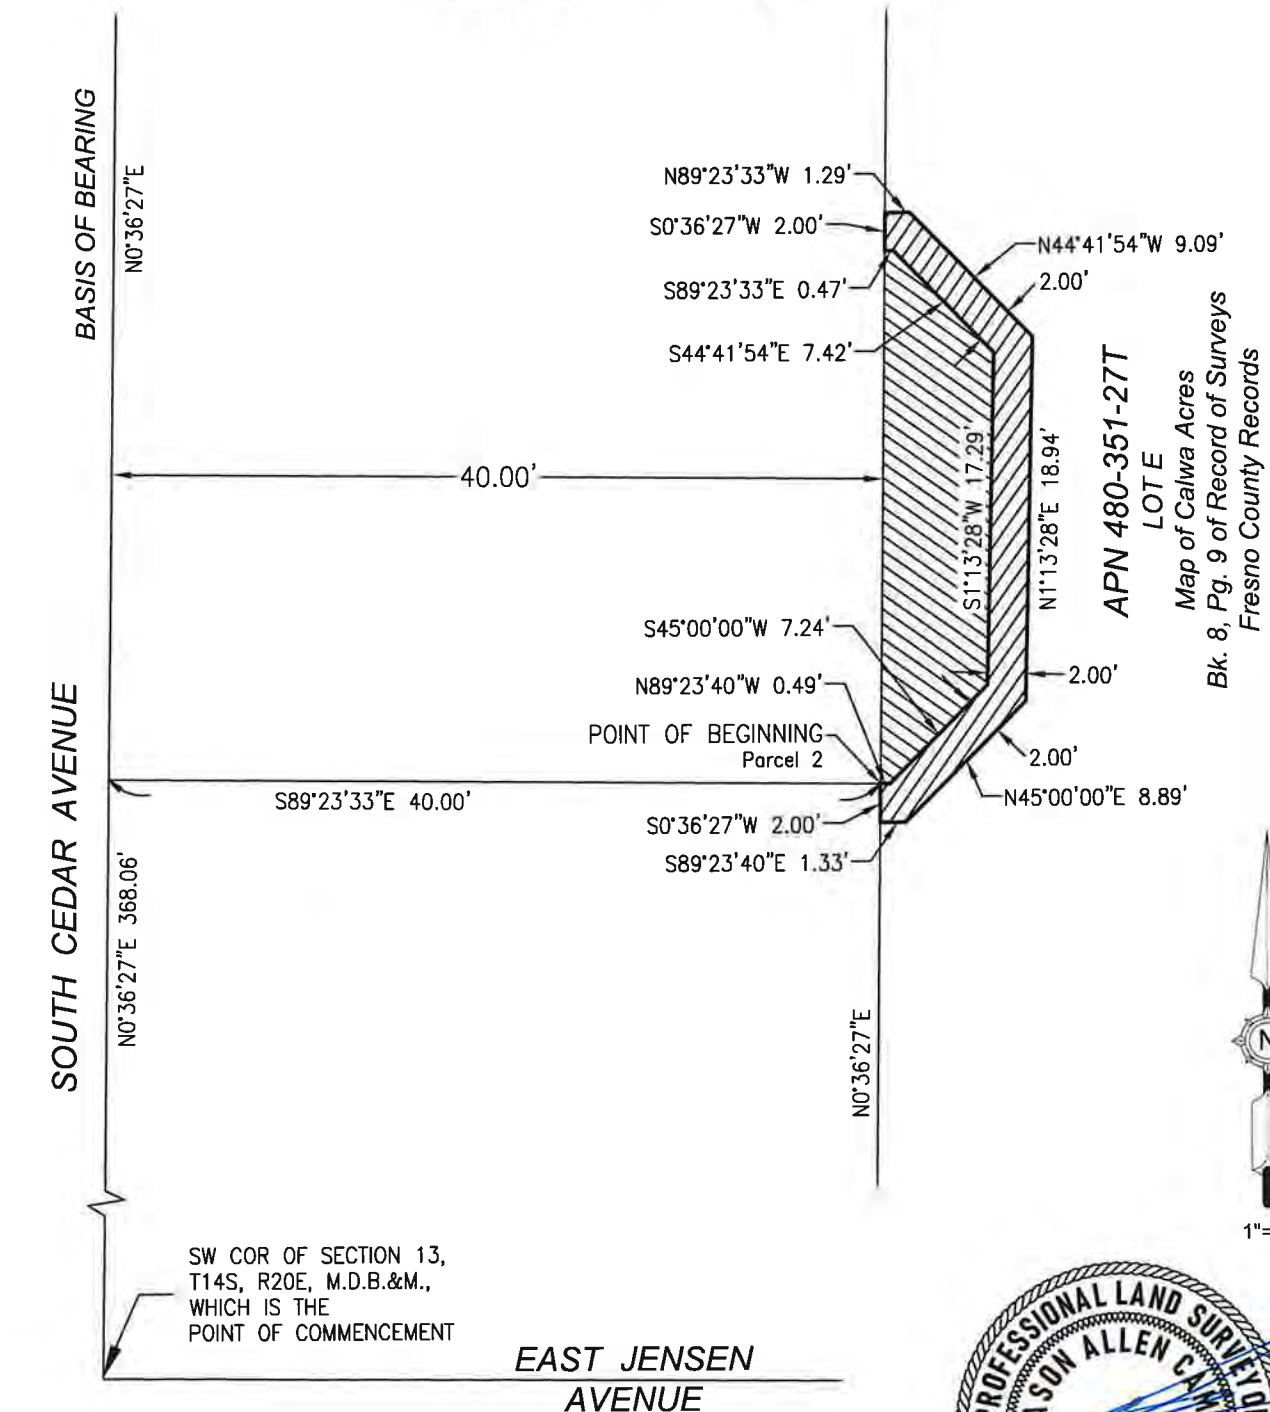 BASIS OF BEARING
N0°36'27"E
N89°23'33"W 1.29'
S0°36'27"W 2.00'
S89°23'33"E 0.47'
S44°41'54"E 7.42'
N44°41'54"W 9.09'
2.00'
40.00'
S1°13'28"W 17.29'
N1°13'28"E 18.94'
APN 480-351-27T
LOT E
Map of Calwa Acres
Bk. 8, Pg. 9 of Record of Surveys
Fresno County Records
S45°00'00"W 7.24'
N89°23'40"W 0.49'
POINT OF BEGINNING
Parcel 2
2.00'
2.00'
N45°00'00"E 8.89'
S89°23'33"E 40.00'
S0°36'27"W 2.00'
S89°23'40"E 1.33'
SOUTH CEDAR AVENUE
N0°36'27"E 368.06'
N0°36'27"E
N
1"=
SW COR OF SECTION 13,
T14S, R20E, M.D.B.&M.,
WHICH IS THE
POINT OF COMMENCEMENT
EAST JENSEN
AVENUE
PROFESSIONAL LAND SURVEYO
SON ALLEN CAM